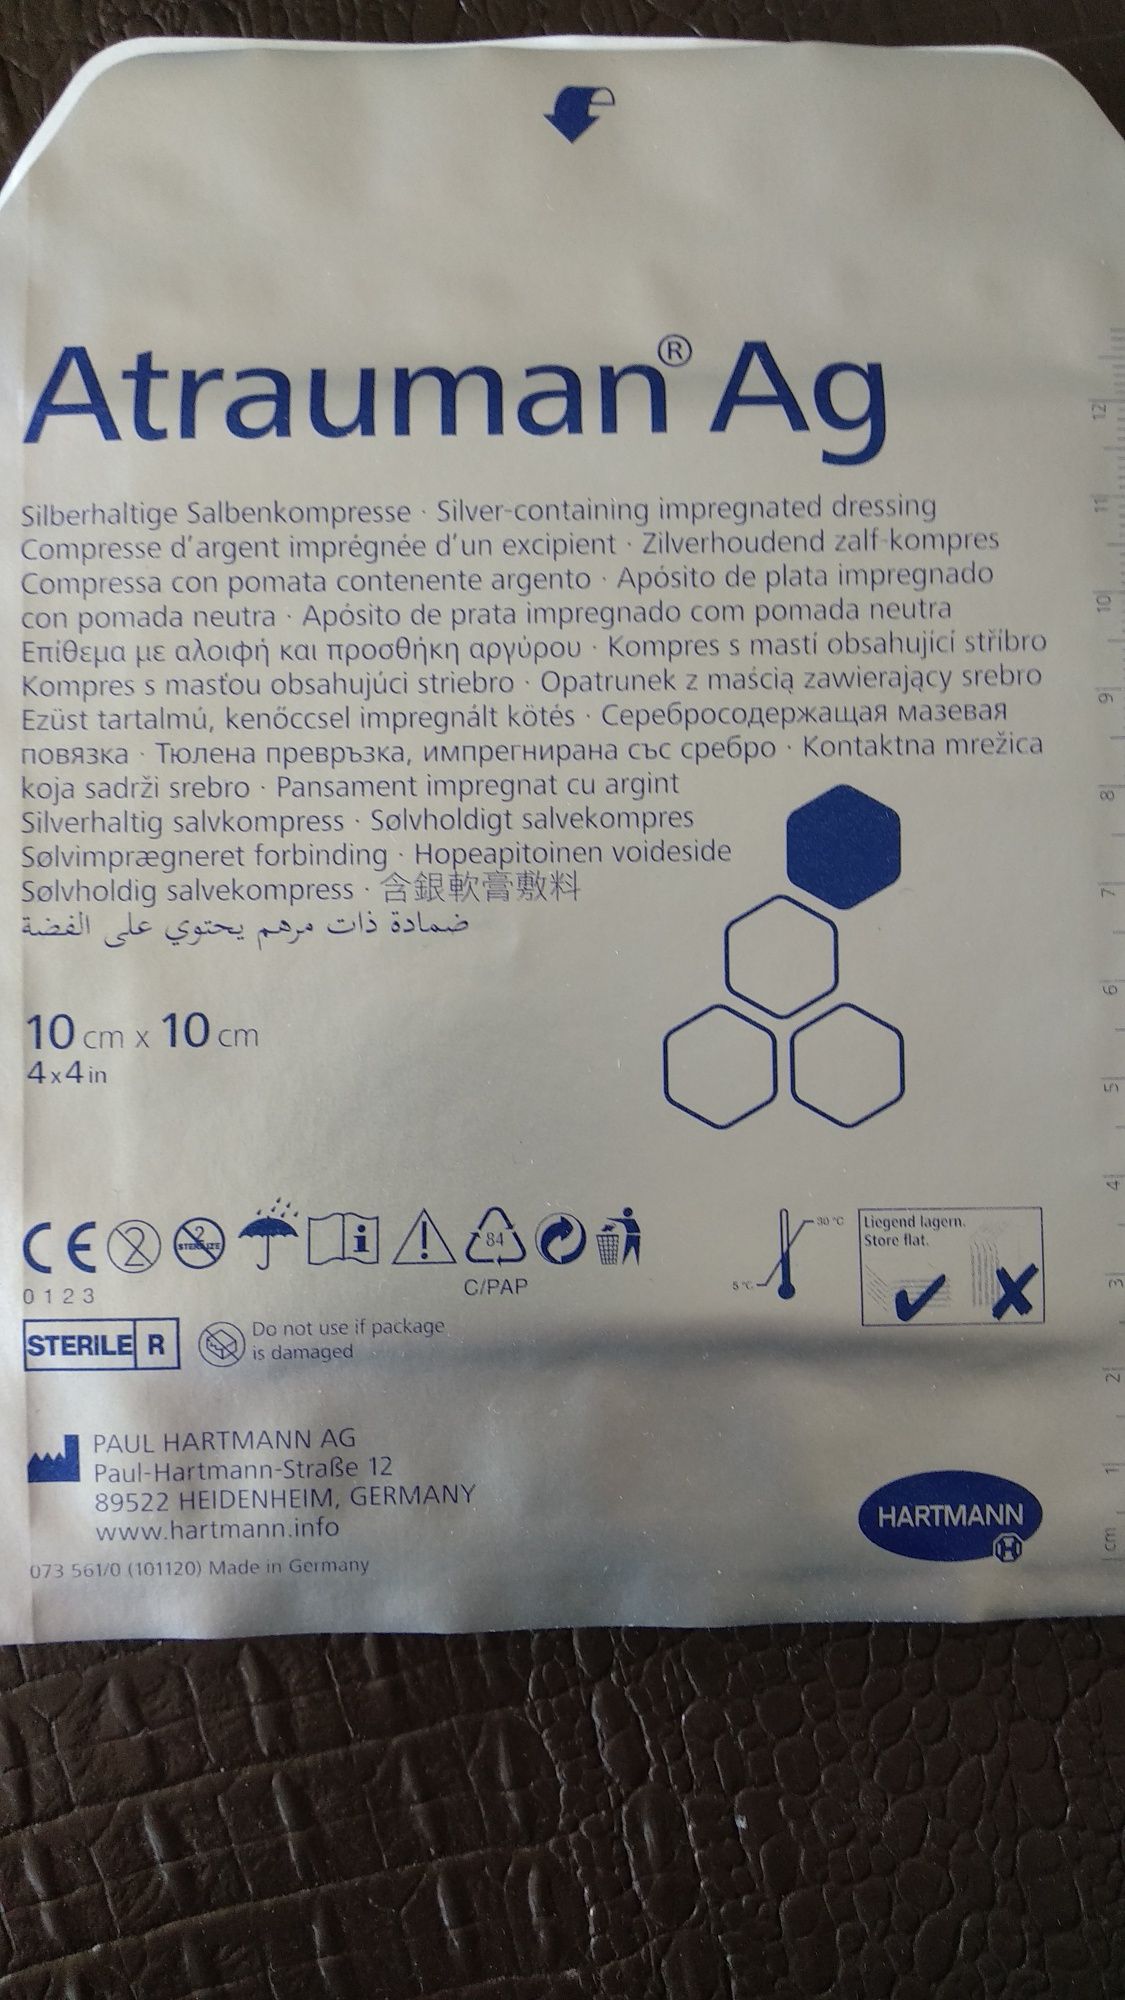 Atrauman® Ag
Silberhaltige Salbenkompresse · Silver-containing impregnated dressing
Compresse d'argent imprégnée d'un excipient · Zilverhoudend zalf-kompres
Compressa con pomata contenente argento · Apósito de plata impregnado
con pomada neutra · Apósito de prata impregnado com pomada neutra
Επίθεμα με αλοιφή και προσθήκη αργύρου · Kompres s mastí obsahující stříbro
Kompres s masťou obsahujúci striebro · Opatrunek z maścią zawierający srebro
Ezüst tartalmú, kenőccsel impregnált kötés · Серебросодержащая мазевая
повязка · Тюлена превръзка, импрегнирана със сребро · Kontaktna mrežica
koja sadrži srebro · Pansament impregnat cu argint
Silverhaltig salvkompress · Sølvholdigt salvekompres
Sølvimprægneret forbinding · Hopeapitoinen voideside
Sølvholdig salvekompress · 含銀軟膏敷料
ضمادة ذات مرهم يحتوي على الفضة
10 cm x 10 cm
4 x 4 in
CE
0123
2
2
STERILIZE
i
84
C/PAP
30 °C
5 °C
Liegend lagern.
Store flat.
STERILE R
Do not use if package
is damaged
PAUL HARTMANN AG
Paul-Hartmann-Straße 12
89522 HEIDENHEIM, GERMANY
www.hartmann.info
073 561/0 (101120) Made in Germany
HARTMANN
H
12
11
10
9
8
7
6
5
4
3
2
1
cm